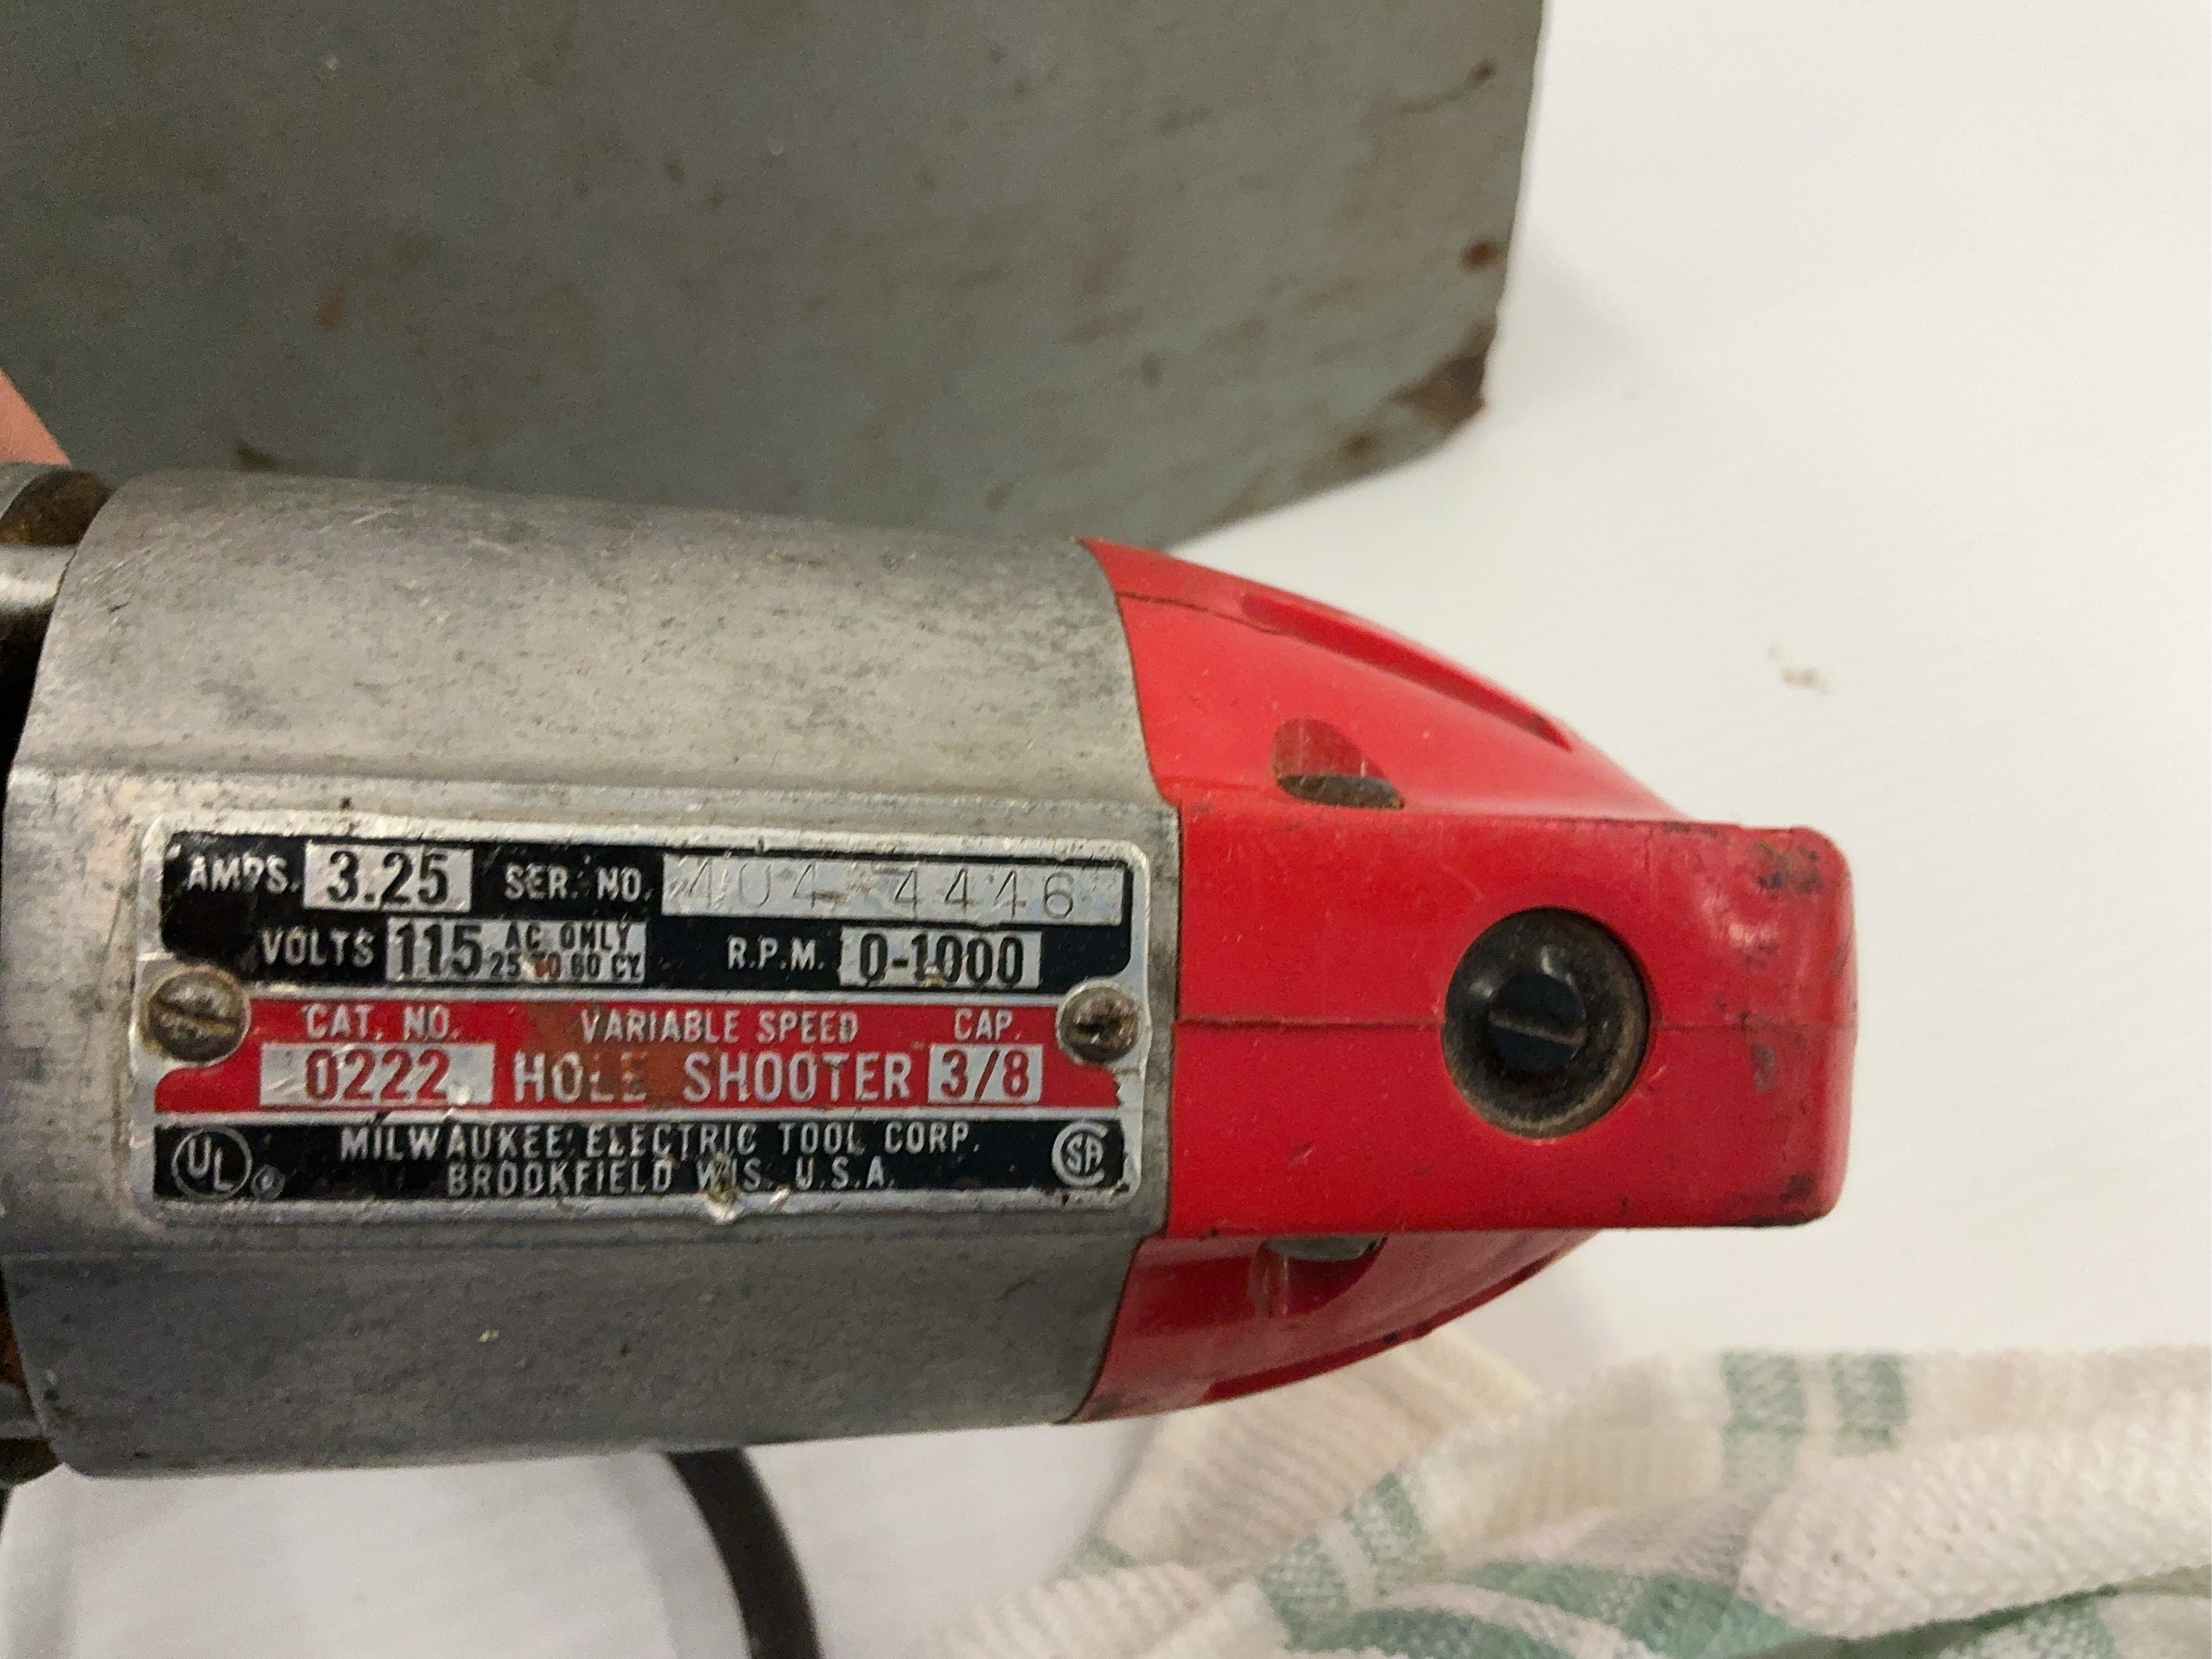 AMPS. 3.25 SER. NO. 404-4446
VOLTS 115 AC ONLY 25 TO 60 CY.
R.P.M. 0-1000
CAT. NO. VARIABLE SPEED CAP.
0222 HOLE SHOOTER 3/8
UL ® MILWAUKEE ELECTRIC TOOL CORP. SA
BROOKFIELD WIS. U.S.A.